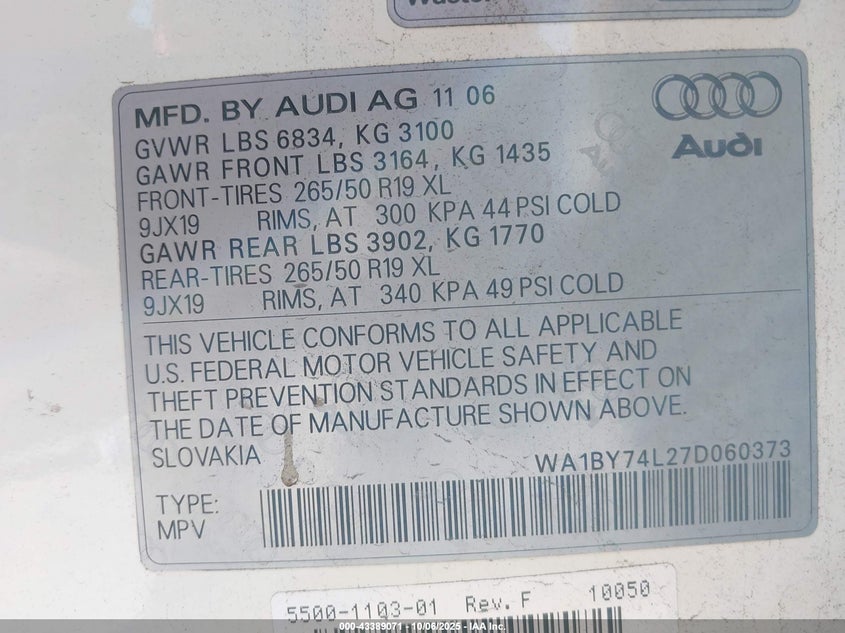 MFD. BY AUDI AG 11 06
GVWR LBS 6834, KG 3100
GAWR FRONT LBS 3164, KG 1435
FRONT-TIRES 265/50 R19 XL
9JX19 RIMS, AT 300 KPA 44 PSI COLD
GAWR REAR LBS 3902, KG 1770
REAR-TIRES 265/50 R19 XL
9JX19 RIMS, AT 340 KPA 49 PSI COLD
Audi
THIS VEHICLE CONFORMS TO ALL APPLICABLE
U.S. FEDERAL MOTOR VEHICLE SAFETY AND
THEFT PREVENTION STANDARDS IN EFFECT ON
THE DATE OF MANUFACTURE SHOWN ABOVE.
SLOVAKIA WA1BY74L27D060373
TYPE:
MPV
5500-1103-01 Rev. F 10050
000-43389071 - 10/06/2025 - IAA Inc.